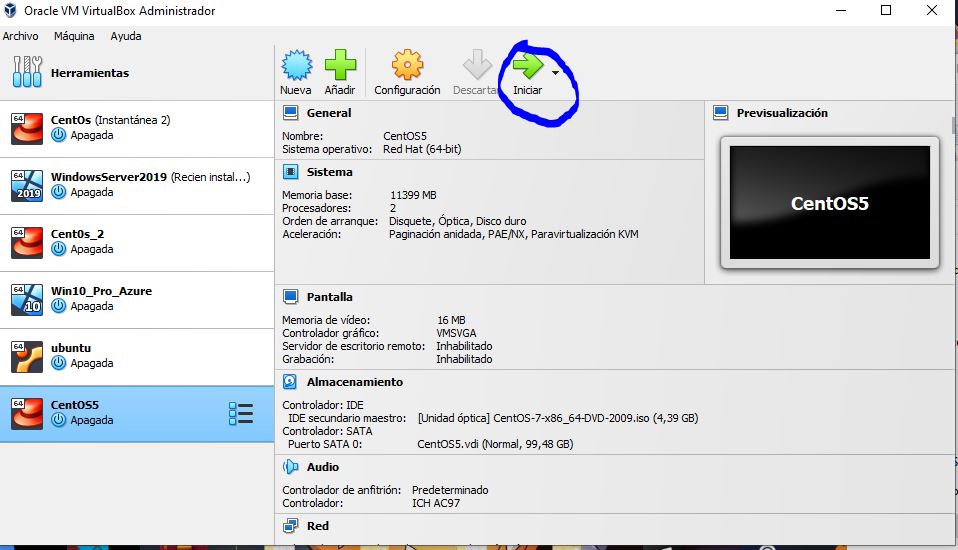 Oracle VM VirtualBox Administrador
Archivo Máquina Ayuda
Herramientas
Nueva Añadir Configuración Descartar Iniciar
64 CentOs (Instantánea 2)
Apagada
64 2019 WindowsServer2019 (Recien instal...)
Apagada
64 CentOs_2
Apagada
64 10 Win10_Pro_Azure
Apagada
64 ubuntu
Apagada
64 CentOS5
Apagada
General
Nombre: CentOS5
Sistema operativo: Red Hat (64-bit)
Sistema
Memoria base: 11399 MB
Procesadores: 2
Orden de arranque: Disquete, Óptica, Disco duro
Aceleración: Paginación anidada, PAE/NX, Paravirtualización KVM
Previsualización
CentOS5
Pantalla
Memoria de vídeo: 16 MB
Controlador gráfico: VMSVGA
Servidor de escritorio remoto: Inhabilitado
Grabación: Inhabilitado
Almacenamiento
Controlador: IDE
IDE secundario maestro: [Unidad óptica] CentOS-7-x86_64-DVD-2009.iso (4,39 GB)
Controlador: SATA
Puerto SATA 0: CentOS5.vdi (Normal, 99,48 GB)
Audio
Controlador de anfitrión: Predeterminado
Controlador: ICH AC97
Red